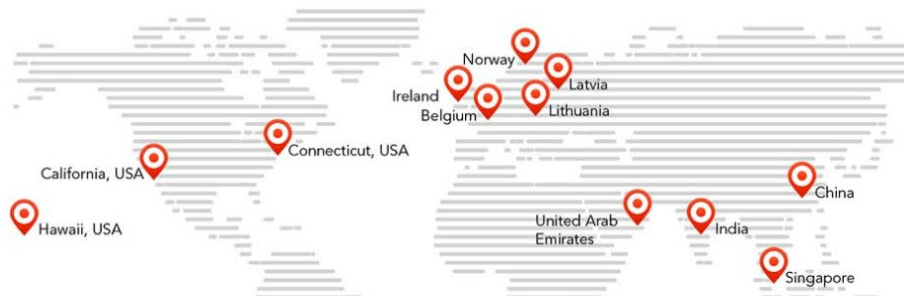 Norway
Latvia
Ireland
Belgium
Lithuania
Connecticut, USA
California, USA
China
Hawaii, USA
United Arab
Emirates
India
Singapore